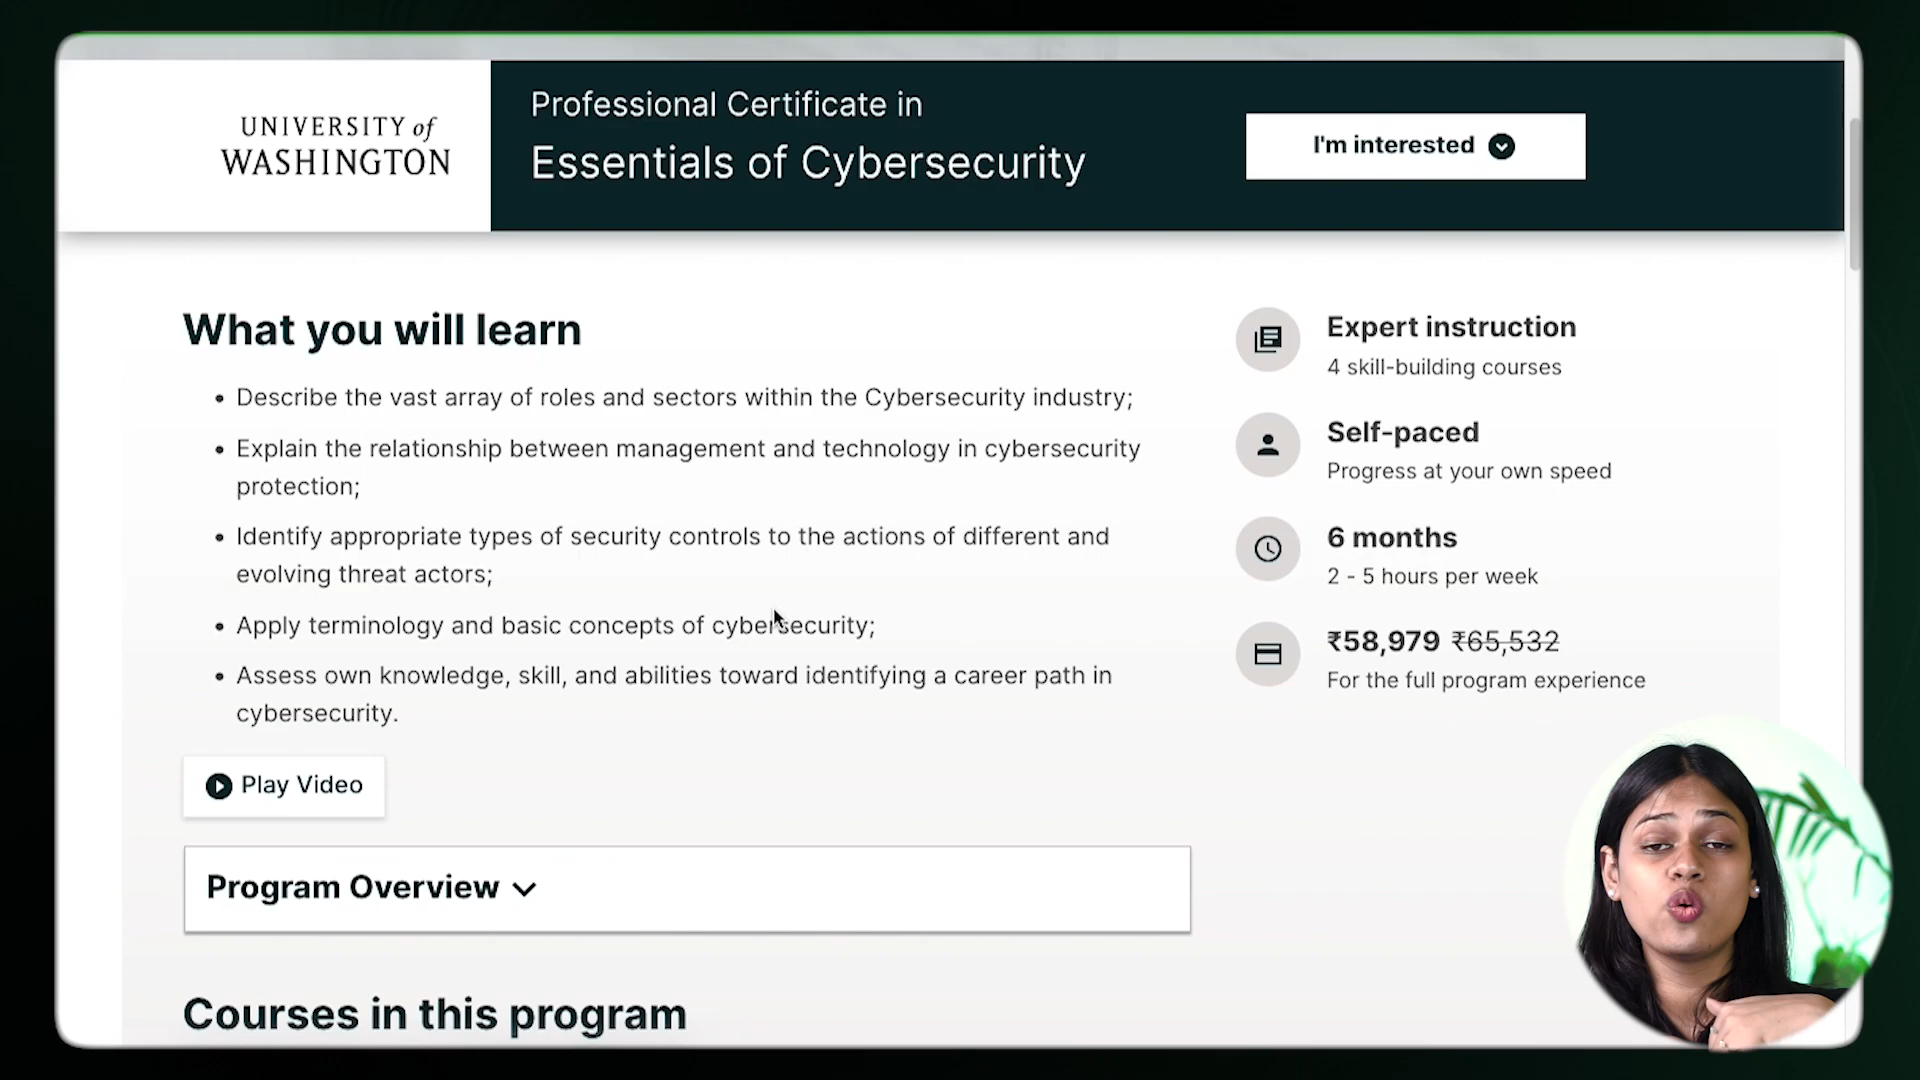 UNIVERSITY of
WASHINGTON
Professional Certificate in
Essentials of Cybersecurity
I'm interested
What you will learn
• Describe the vast array of roles and sectors within the Cybersecurity industry;
• Explain the relationship between management and technology in cybersecurity
protection;
• Identify appropriate types of security controls to the actions of different and
evolving threat actors;
• Apply terminology and basic concepts of cybersecurity;
• Assess own knowledge, skill, and abilities toward identifying a career path in
cybersecurity.
Play Video
Program Overview
Courses in this program
Expert instruction
4 skill-building courses
Self-paced
Progress at your own speed
6 months
2 - 5 hours per week
₹58,979 ₹65,532
For the full program experience